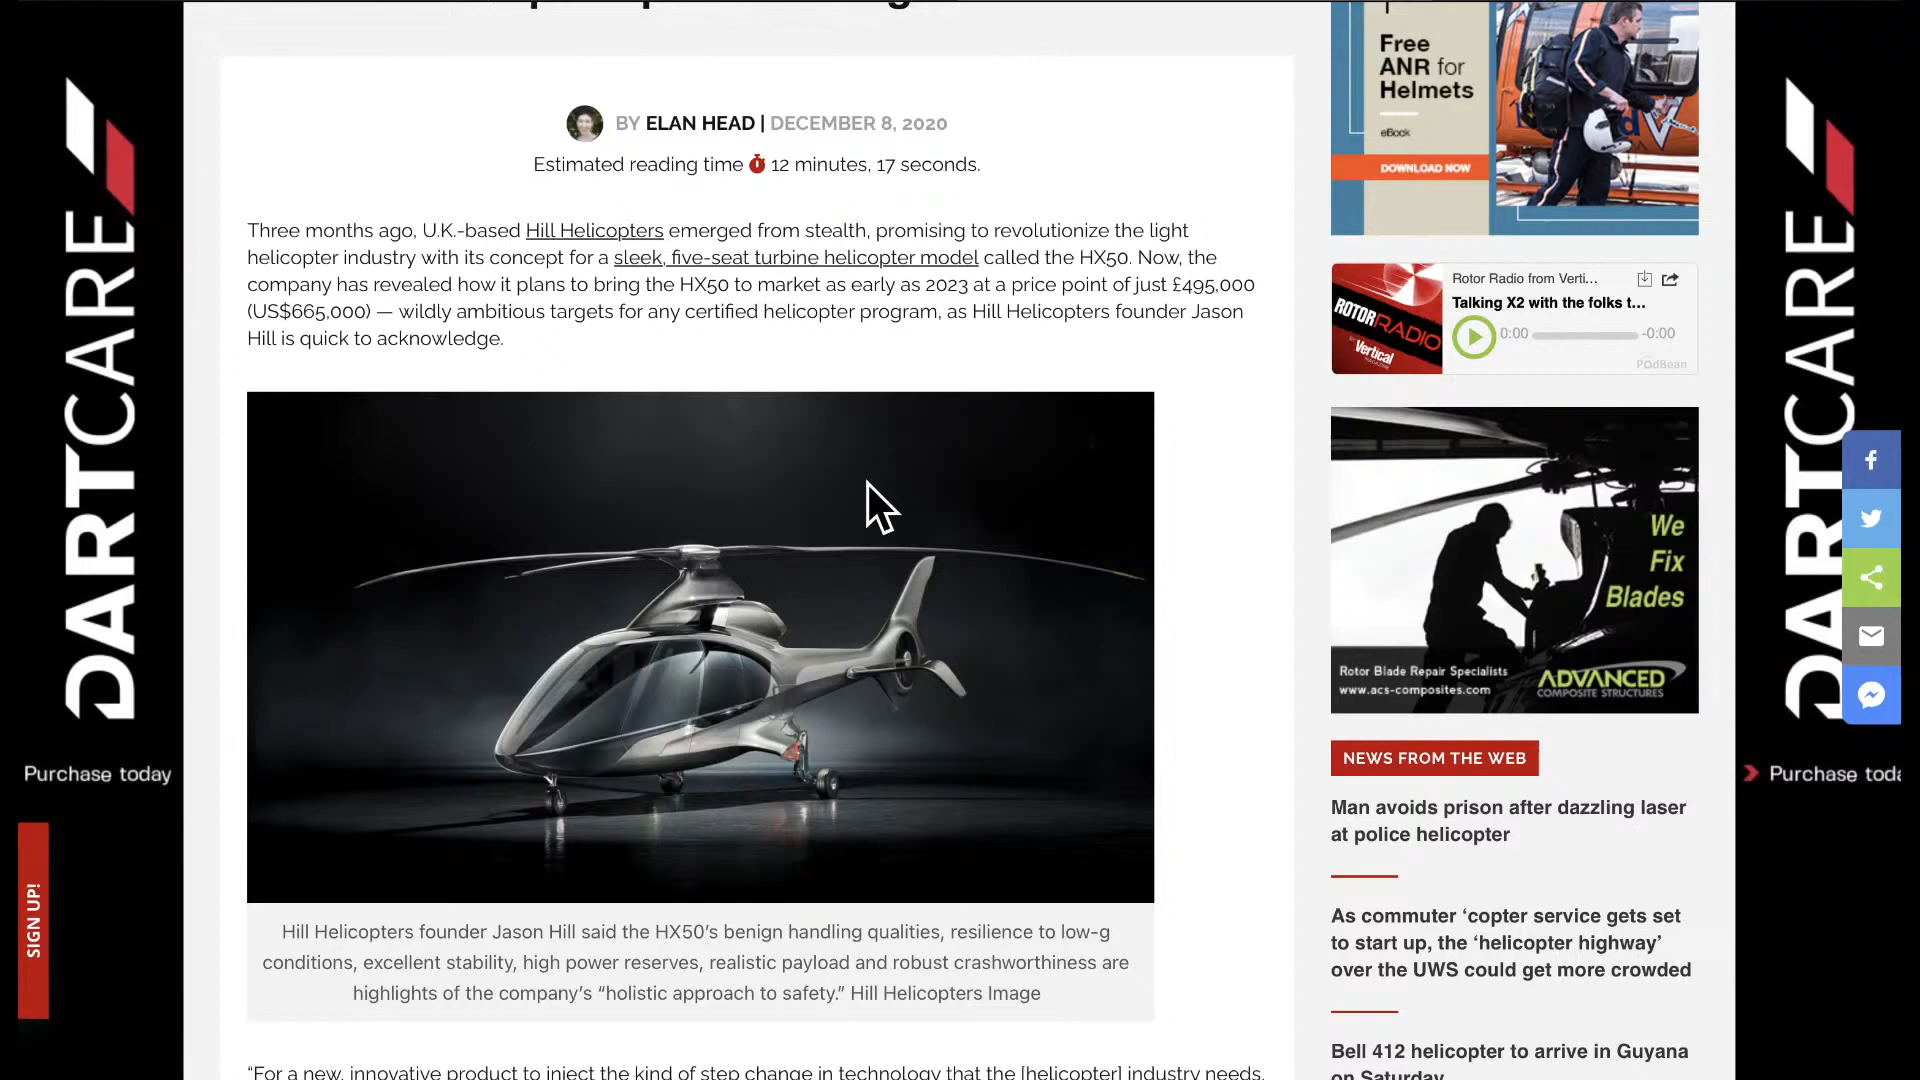 BY ELAN HEAD | DECEMBER 8, 2020
Estimated reading time 12 minutes, 17 seconds.
Three months ago, U.K.-based Hill Helicopters emerged from stealth, promising to revolutionize the light
helicopter industry with its concept for a sleek, five-seat turbine helicopter model called the HX50. Now, the
company has revealed how it plans to bring the HX50 to market as early as 2023 at a price point of just £495,000
(US$665,000) — wildly ambitious targets for any certified helicopter program, as Hill Helicopters founder Jason
Hill is quick to acknowledge.
Hill Helicopters founder Jason Hill said the HX50’s benign handling qualities, resilience to low-g
conditions, excellent stability, high power reserves, realistic payload and robust crashworthiness are
highlights of the company’s “holistic approach to safety.” Hill Helicopters Image
“For a new, innovative product to inject the kind of step change in technology that the [helicopter] industry needs,
Free
ANR for
Helmets
eBook
DOWNLOAD NOW
Rotor Radio from Verti...
Talking X2 with the folks t...
0:00
-0:00
PodBean
ROTOR RADIO
BY Vertical
MAGAZINE
We
Fix
Blades
Rotor Blade Repair Specialists
www.acs-composites.com
ADVANCED
COMPOSITE STRUCTURES
NEWS FROM THE WEB
Man avoids prison after dazzling laser
at police helicopter
As commuter ‘copter service gets set
to start up, the ‘helicopter highway’
over the UWS could get more crowded
Bell 412 helicopter to arrive in Guyana
on Saturday
DARTCARE
Purchase today
SIGN UP!
DARTCARE
Purchase toda